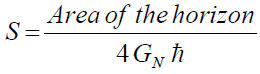 S = Area of the horizon / 4 G_N ℏ